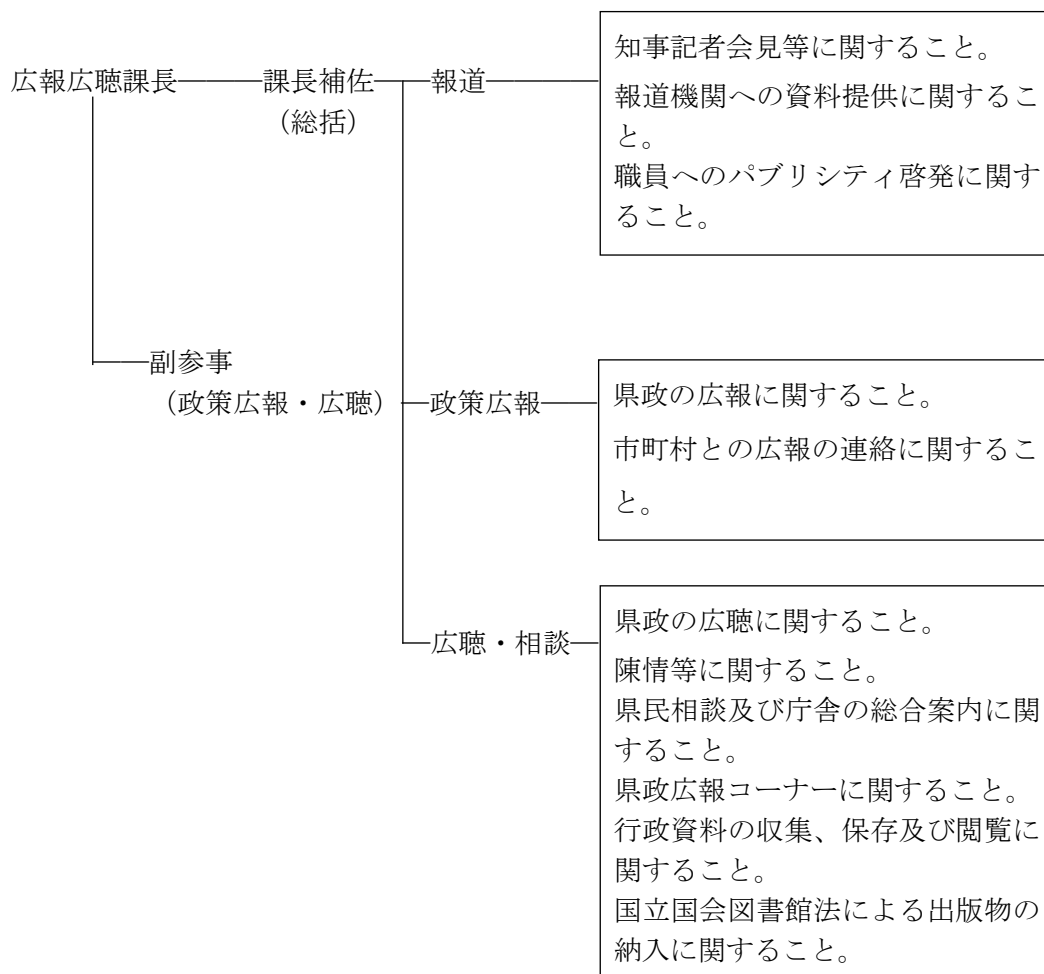 広報広聴課長
課長補佐
（総括）
報道
知事記者会見等に関すること。
報道機関への資料提供に関するこ
と。
職員へのパブリシティ啓発に関す
ること。
副参事
（政策広報・広聴）
政策広報
県政の広報に関すること。
市町村との広報の連絡に関するこ
と。
広聴・相談
県政の広聴に関すること。
陳情等に関すること。
県民相談及び庁舎の総合案内に関
すること。
県政広報コーナーに関すること。
行政資料の収集、保存及び閲覧に
関すること。
国立国会図書館法による出版物の
納入に関すること。